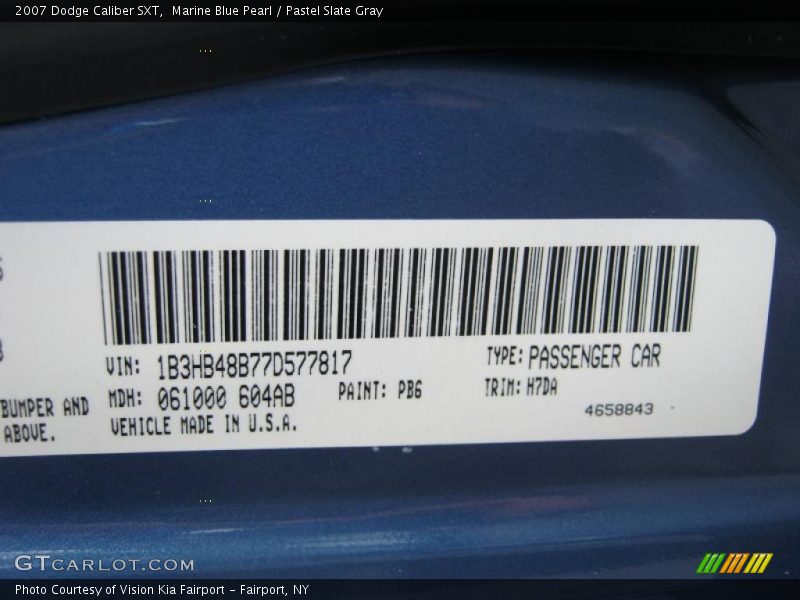 2007 Dodge Caliber SXT,  Marine Blue Pearl / Pastel Slate Gray
VIN: 1B3HB48B77D577817
TYPE: PASSENGER CAR
MDH: 061000 604AB
PAINT: PB6
TRIM: H7DA
BUMPER AND
ABOVE.
VEHICLE MADE IN U.S.A.
4658843
GTCARLOT.COM
Photo Courtesy of Vision Kia Fairport - Fairport, NY